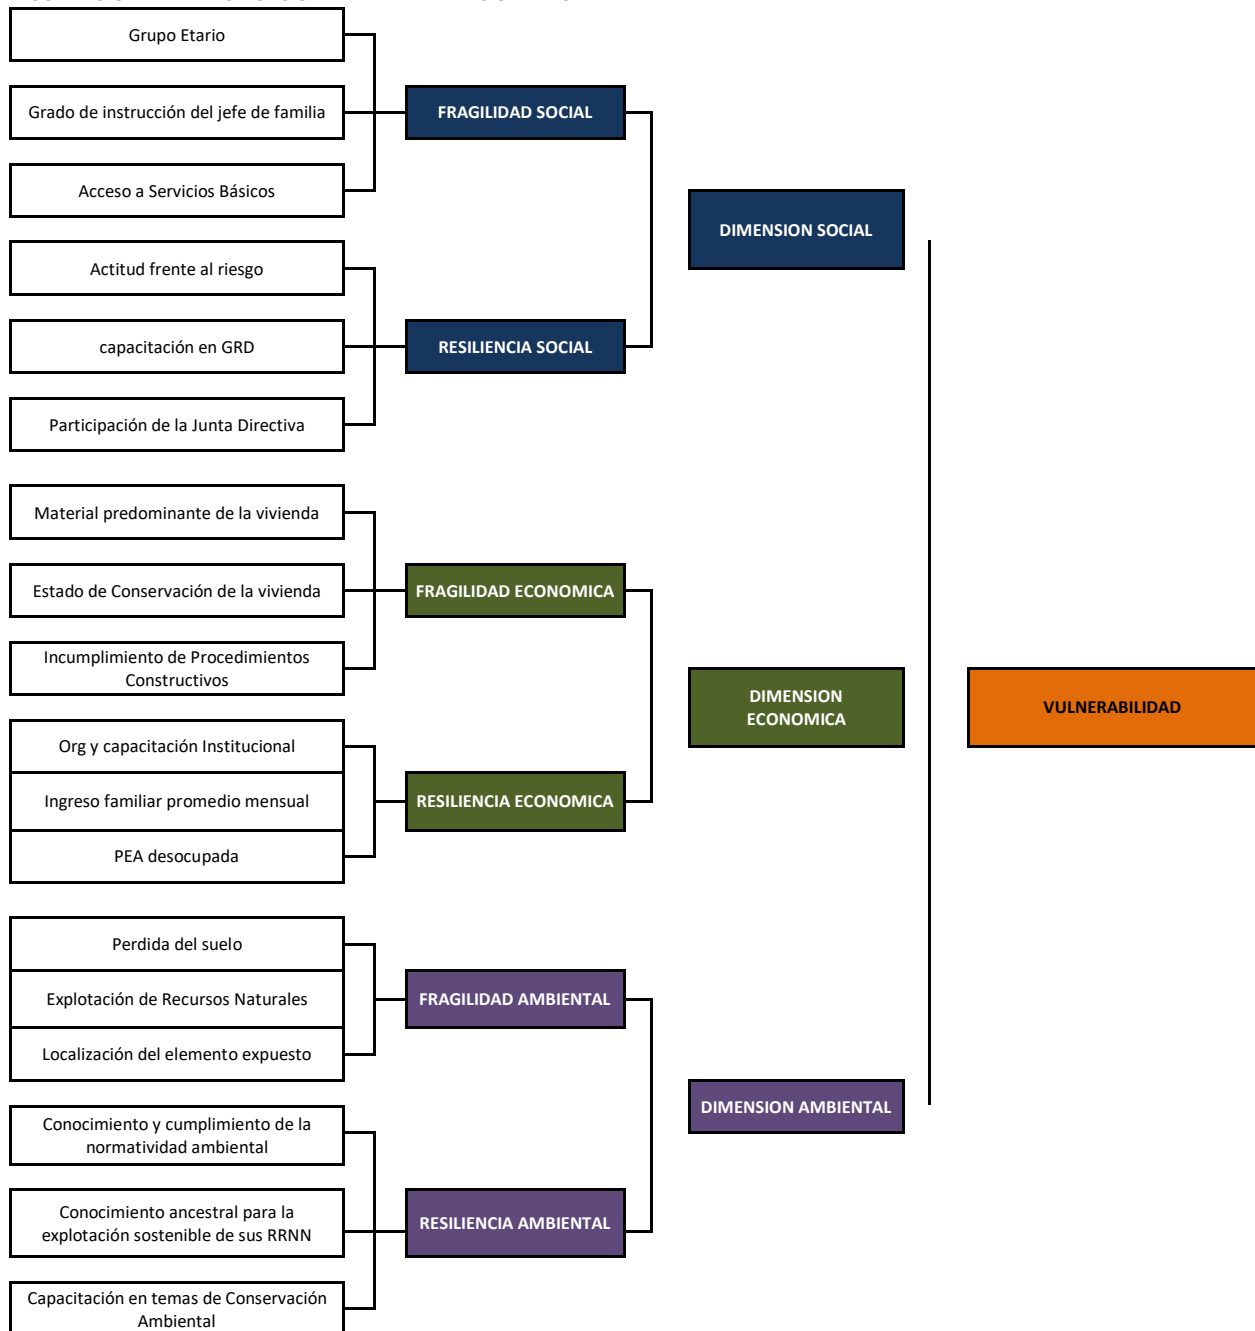 Grupo Etario
Grado de instrucción del jefe de familia
FRAGILIDAD SOCIAL
Acceso a Servicios Básicos
DIMENSION SOCIAL
Actitud frente al riesgo
capacitación en GRD
RESILIENCIA SOCIAL
Participación de la Junta Directiva
Material predominante de la vivienda
Estado de Conservación de la vivienda
FRAGILIDAD ECONOMICA
Incumplimiento de Procedimientos
Constructivos
DIMENSION
ECONOMICA
VULNERABILIDAD
Org y capacitación Institucional
Ingreso familiar promedio mensual
RESILIENCIA ECONOMICA
PEA desocupada
Perdida del suelo
Explotación de Recursos Naturales
FRAGILIDAD AMBIENTAL
Localización del elemento expuesto
DIMENSION AMBIENTAL
Conocimiento y cumplimiento de la
normatividad ambiental
Conocimiento ancestral para la
explotación sostenible de sus RRNN
RESILIENCIA AMBIENTAL
Capacitación en temas de Conservación
Ambiental